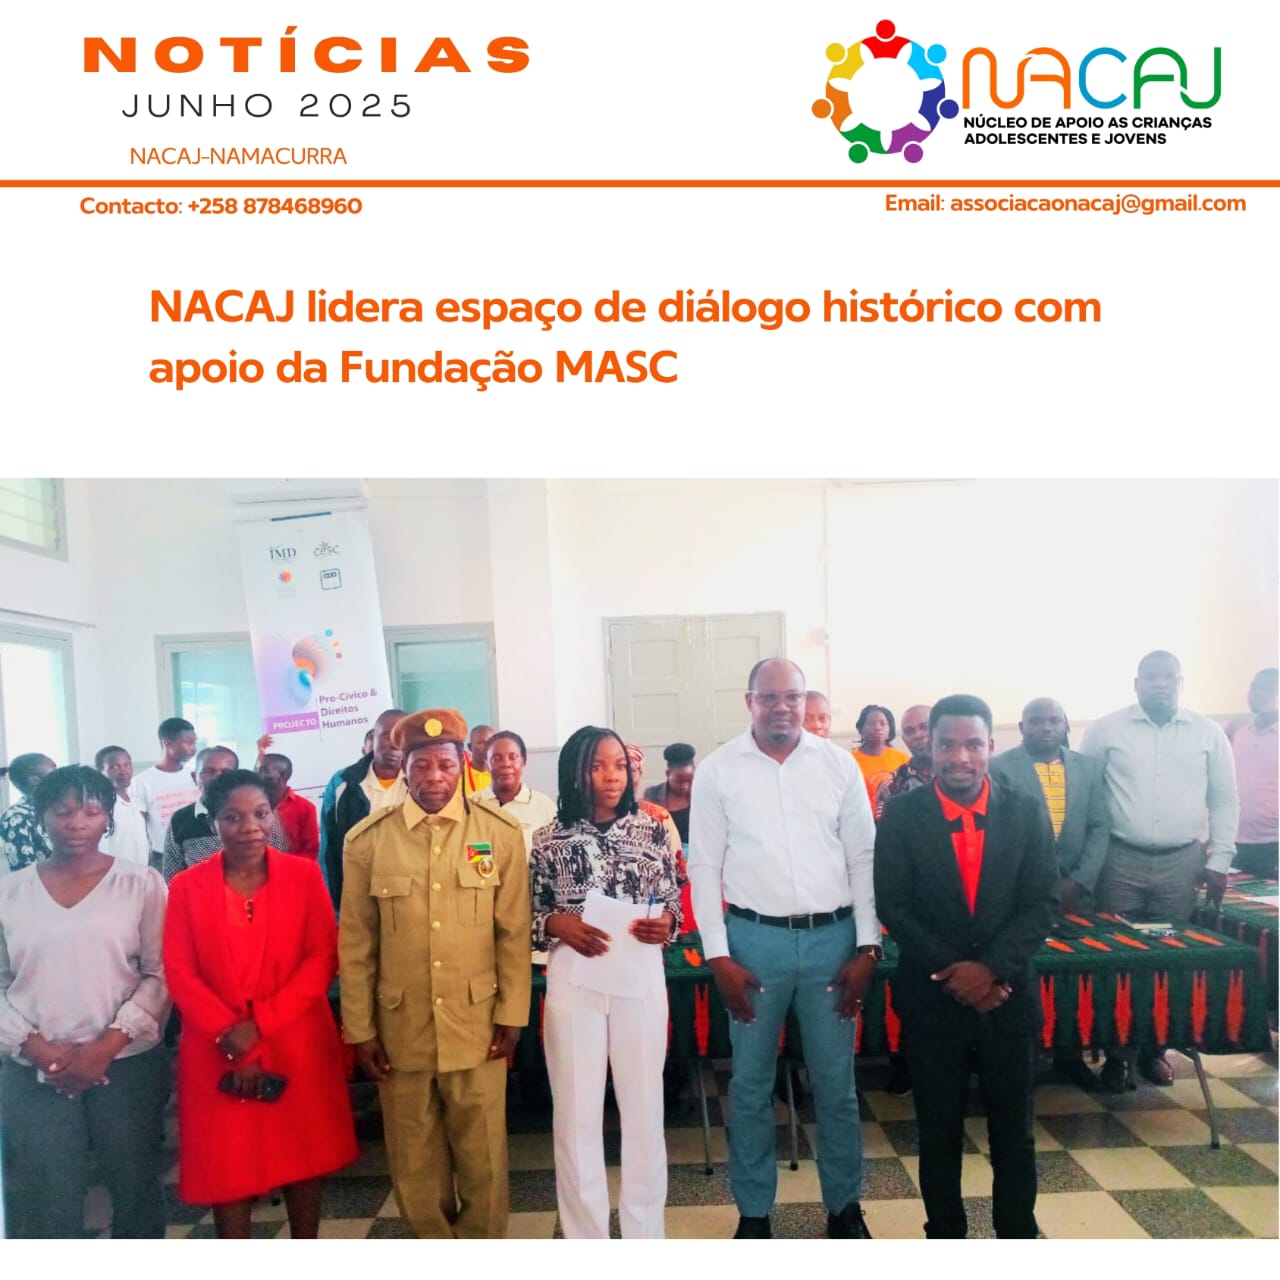 NOTÍCIAS
JUNHO 2025
NACAJ-NAMACURRA
NACAJ
NÚCLEO DE APOIO AS CRIANÇAS
ADOLESCENTES E JOVENS
Contacto: +258 878468960
Email: associacaonacaj@gmail.com
NACAJ lidera espaço de diálogo histórico com
apoio da Fundação MASC
IMD
cesc
PROJECTO
Pro-Cívico &
Direitos
Humanos